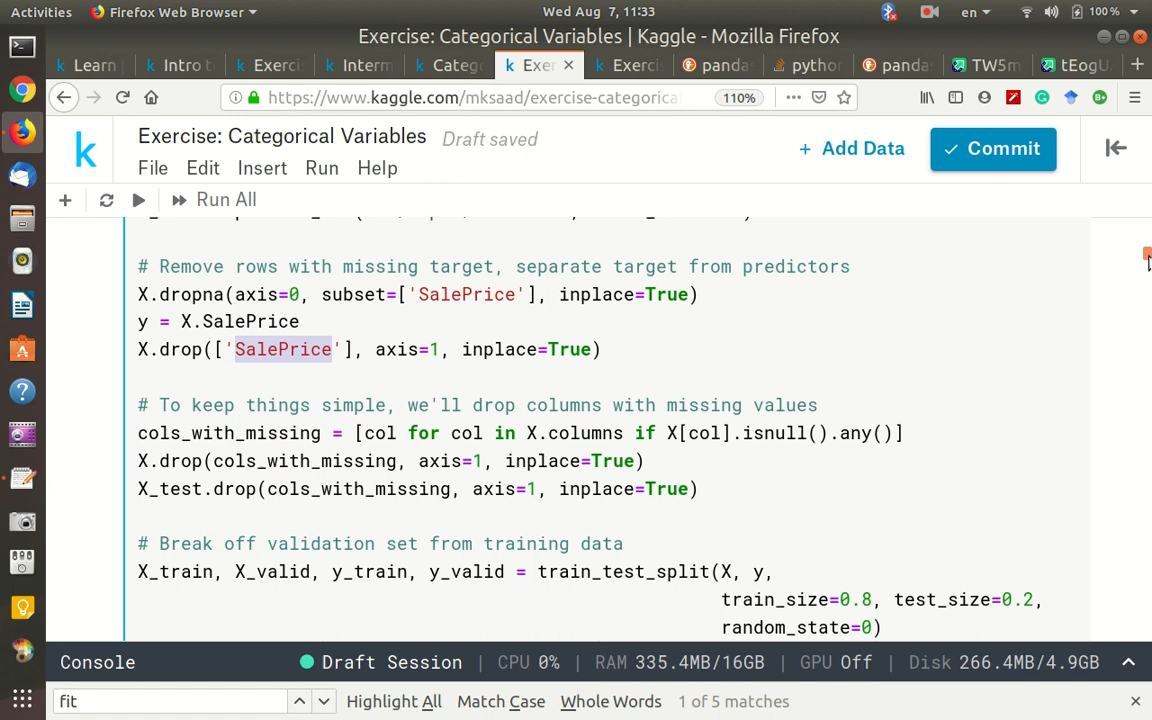 Activities Firefox Web Browser Wed Aug 7, 11:33 en 100 %
Exercise: Categorical Variables | Kaggle - Mozilla Firefox
Learn Intro t Exerci Interm Catego Exer Exerci panda pytho panda TW5m tEogU
https://www.kaggle.com/mksaad/exercise-categorica 110%
k Exercise: Categorical Variables Draft saved
+ Add Data Commit
File Edit Insert Run Help
Run All
# Remove rows with missing target, separate target from predictors
X.dropna(axis=0, subset=['SalePrice'], inplace=True)
y = X.SalePrice
X.drop(['SalePrice'], axis=1, inplace=True)
# To keep things simple, we'll drop columns with missing values
cols_with_missing = [col for col in X.columns if X[col].isnull().any()]
X.drop(cols_with_missing, axis=1, inplace=True)
X_test.drop(cols_with_missing, axis=1, inplace=True)
# Break off validation set from training data
X_train, X_valid, y_train, y_valid = train_test_split(X, y,
train_size=0.8, test_size=0.2,
random_state=0)
Console Draft Session | CPU 0% | RAM 335.4MB/16GB | GPU Off | Disk 266.4MB/4.9GB
fit Highlight All Match Case Whole Words 1 of 5 matches